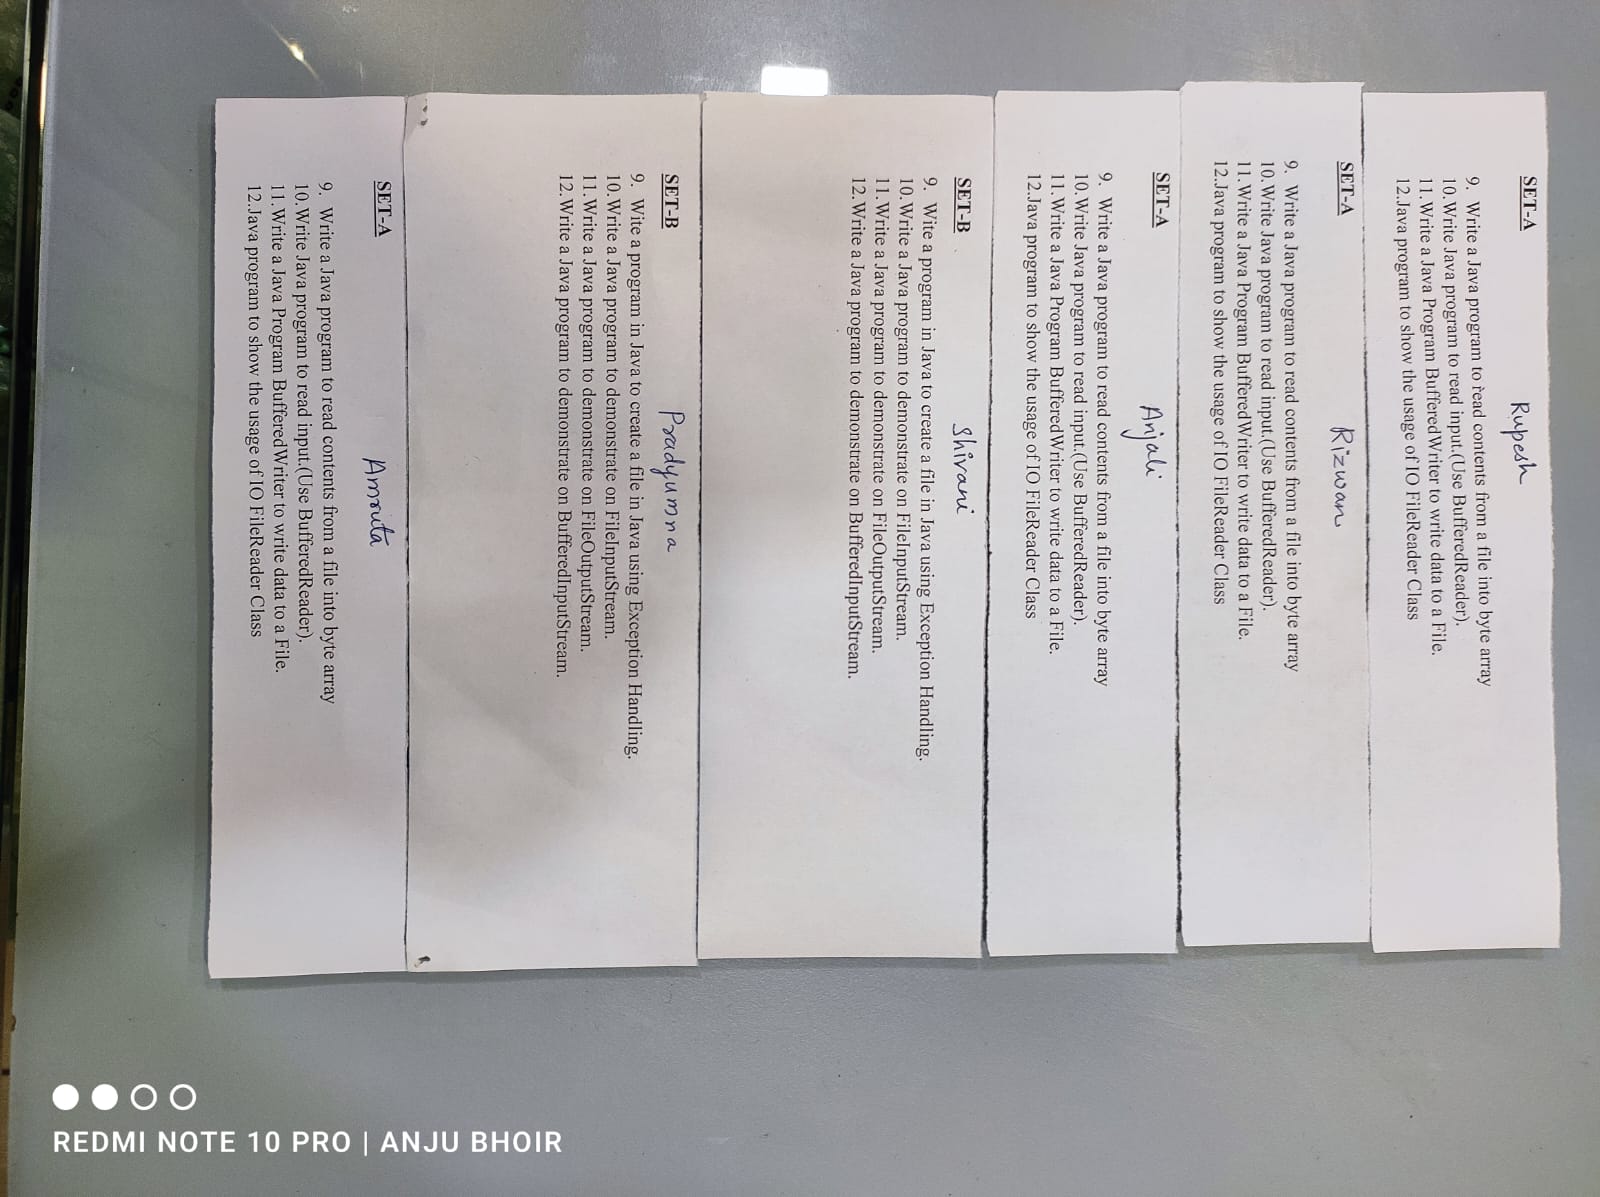 SET-A
Rupesh
9. Write a Java program to read contents from a file into byte array
10.Write Java program to read input.(Use BufferedReader).
11.Write a Java Program BufferedWriter to write data to a File.
12.Java program to show the usage of IO FileReader Class
SET-A
Rizwan
9. Write a Java program to read contents from a file into byte array
10.Write Java program to read input.(Use BufferedReader).
11.Write a Java Program BufferedWriter to write data to a File.
12.Java program to show the usage of IO FileReader Class
SET-A
Anjali
9. Write a Java program to read contents from a file into byte array
10.Write Java program to read input.(Use BufferedReader).
11.Write a Java Program BufferedWriter to write data to a File.
12.Java program to show the usage of IO FileReader Class
SET-B
Shivani
9. Wite a program in Java to create a file in Java using Exception Handling.
10.Write a Java program to demonstrate on FileInputStream.
11.Write a Java program to demonstrate on FileOutputStream.
12.Write a Java program to demonstrate on BufferedInputStream.
SET-B
Pradyumna
9. Wite a program in Java to create a file in Java using Exception Handling.
10.Write a Java program to demonstrate on FileInputStream.
11.Write a Java program to demonstrate on FileOutputStream.
12.Write a Java program to demonstrate on BufferedInputStream.
SET-A
Amruta
9. Write a Java program to read contents from a file into byte array
10.Write Java program to read input.(Use BufferedReader).
11.Write a Java Program BufferedWriter to write data to a File.
12.Java program to show the usage of IO FileReader Class
REDMI NOTE 10 PRO | ANJU BHOIR